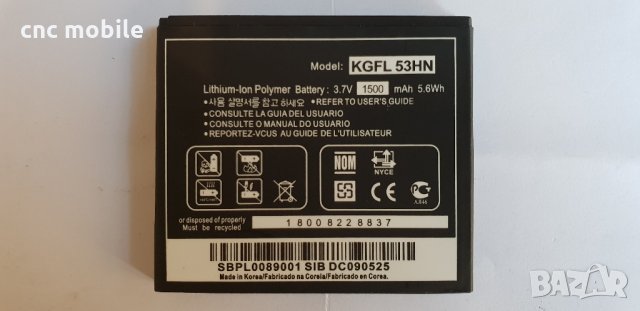 cnc mobile
Model: KGFL 53HN
Lithium-Ion Polymer Battery : 3.7V 1500 mAh 5.6Wh
•사용 설명서를 참고 하세요 • REFER TO USER'S GUIDE
• CONSULTE LA GUIA DEL USUARIO
• CONSULTE O MANUAL DO USUARIO
• REPORTEZ-VOUS AU GUIDE DE L'UTILISATEUR
NOM
NYCE
CE
or disposed of property
Must be recycled
18008228837
SBPL0089001 SIB DC090525
Made in Korea/Fabricado na Coreia/Fabricado en Corea.
bazar